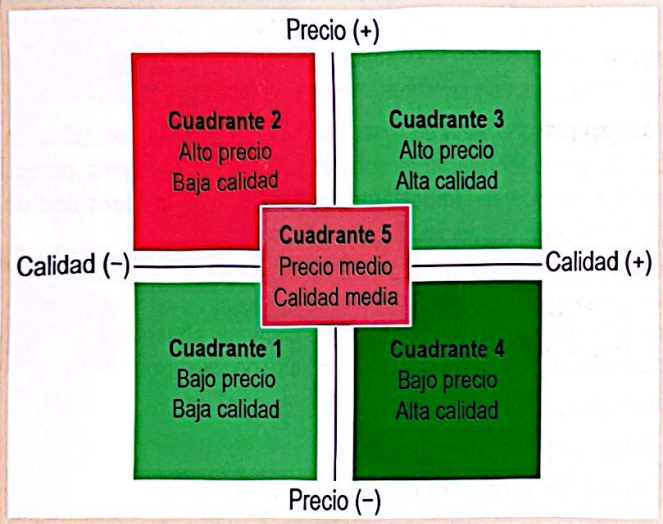 Precio (+)
Cuadrante 2
Alto precio
Baja calidad
Cuadrante 3
Alto precio
Alta calidad
Calidad (–)
Cuadrante 5
Precio medio
Calidad media
Calidad (+)
Cuadrante 1
Bajo precio
Baja calidad
Cuadrante 4
Bajo precio
Alta calidad
Precio (–)